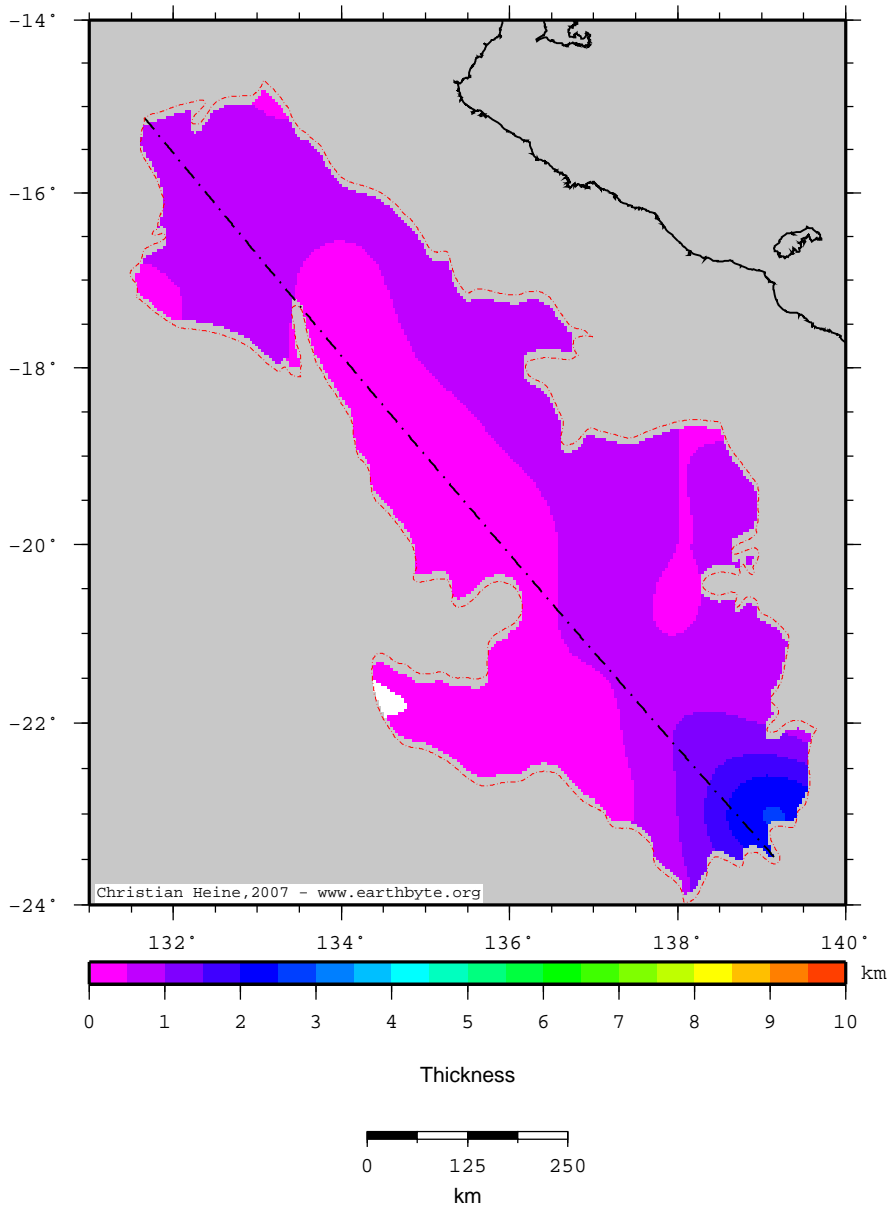 −14°
−16°
−18°
−20°
−22°
−24°
Christian Heine,2007 - www.earthbyte.org
132° 134° 136° 138° 140°
km
0 1 2 3 4 5 6 7 8 9 10
Thickness
0 125 250
km